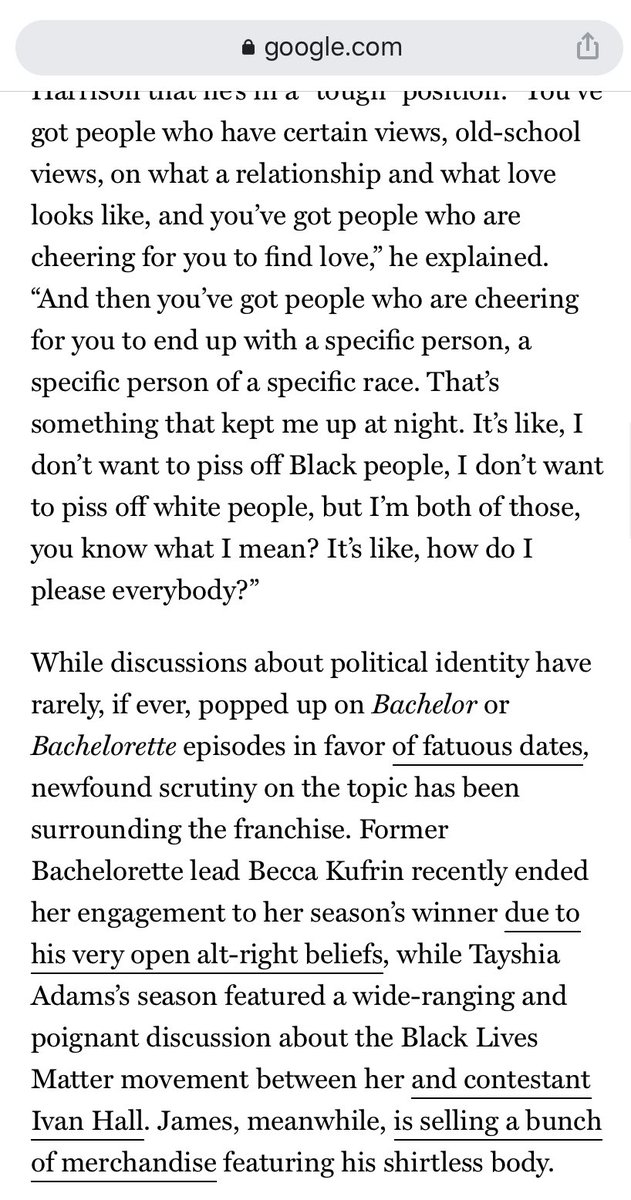 google.com
Harrison that he's in a “tough” position. “You've
got people who have certain views, old-school
views, on what a relationship and what love
looks like, and you’ve got people who are
cheering for you to find love,” he explained.
“And then you’ve got people who are cheering
for you to end up with a specific person, a
specific person of a specific race. That’s
something that kept me up at night. It’s like, I
don’t want to piss off Black people, I don’t want
to piss off white people, but I’m both of those,
you know what I mean? It’s like, how do I
please everybody?”
While discussions about political identity have
rarely, if ever, popped up on Bachelor or
Bachelorette episodes in favor of fatuous dates,
newfound scrutiny on the topic has been
surrounding the franchise. Former
Bachelorette lead Becca Kufrin recently ended
her engagement to her season’s winner due to
his very open alt-right beliefs, while Tayshia
Adams’s season featured a wide-ranging and
poignant discussion about the Black Lives
Matter movement between her and contestant
Ivan Hall. James, meanwhile, is selling a bunch
of merchandise featuring his shirtless body.